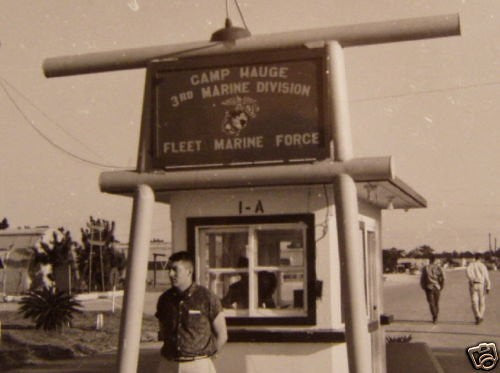 CAMP HAUGE
3RD MARINE DIVISION
FLEET MARINE FORCE
1-A